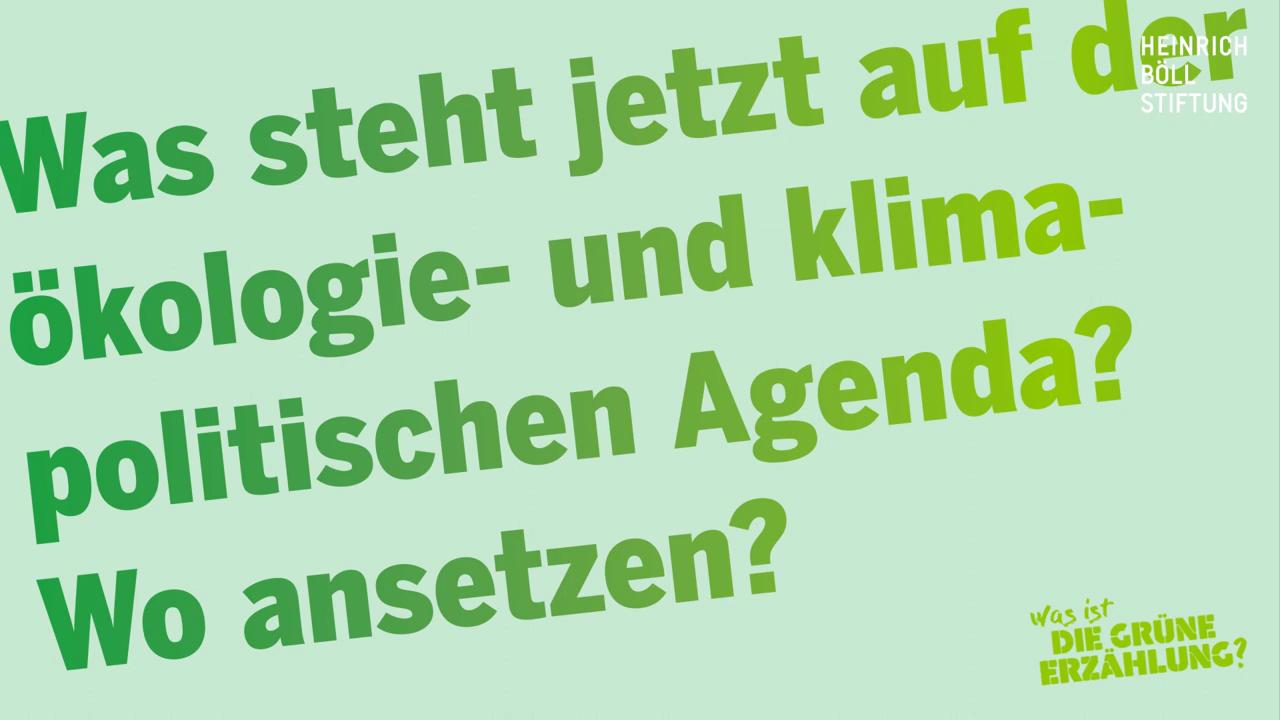 Was steht jetzt auf der
ökologie- und klima-
politischen Agenda?
Wo ansetzen?
HEINRICH
BÖLL
STIFTUNG
Was ist
DIE GRÜNE
ERZÄHLUNG?